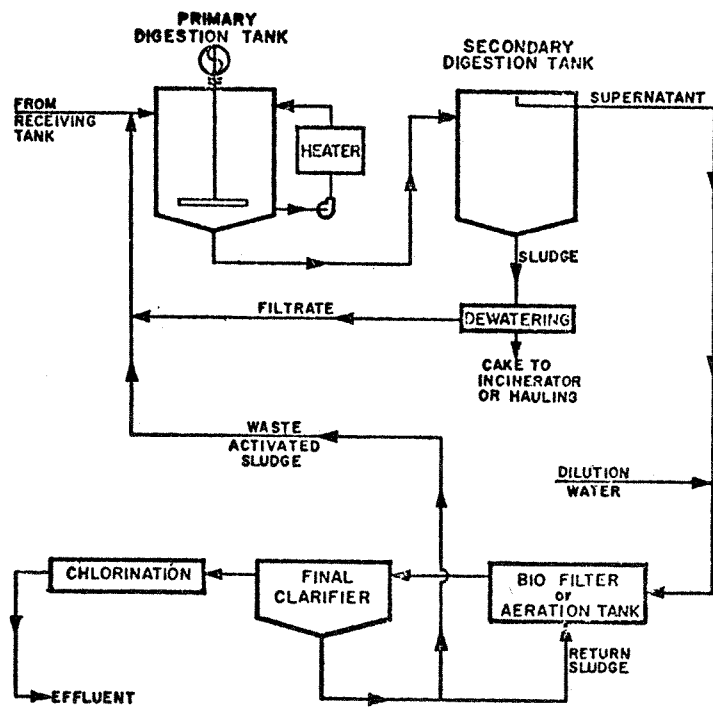 PRIMARY
DIGESTION TANK
SECONDARY
DIGESTION TANK
FROM
RECEIVING
TANK
HEATER
SUPERNATANT
SLUDGE
FILTRATE
DEWATERING
CAKE TO
INCINERATOR
OR HAULING
WASTE
ACTIVATED
SLUDGE
DILUTION
WATER
CHLORINATION
FINAL
CLARIFIER
BIO FILTER
or
AERATION TANK
RETURN
SLUDGE
EFFLUENT